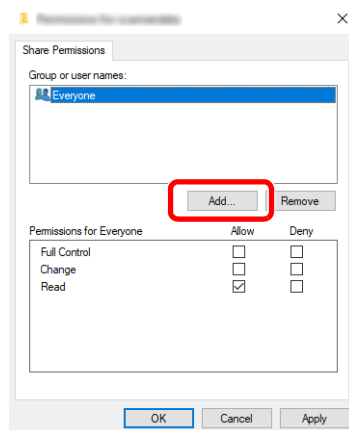 Share Permissions
Group or user names:
Everyone
Add... Remove
Permissions for Everyone Allow Deny
Full Control
Change
Read
OK Cancel Apply